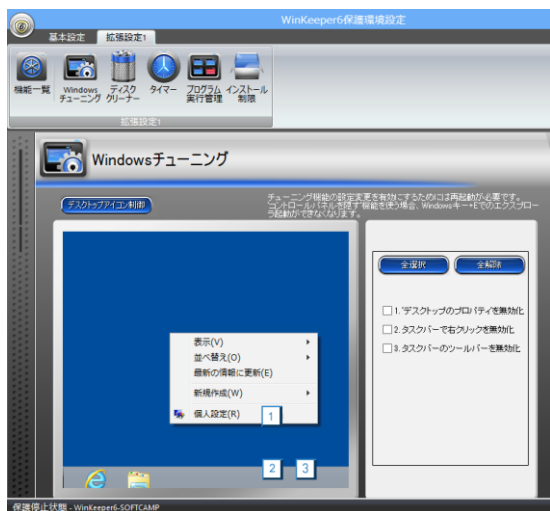 WinKeeper6保護環境設定
基本設定 拡張設定1
機能一覧 Windowsチューニング ディスククリーナー タイマー プログラム実行管理 インストール制限
拡張設定1
Windowsチューニング
デスクトップアイコン制御
チューニング機能の設定変更を有効にするためには再起動が必要です。
コントロールパネルを隠す機能を使う場合、Windowsキー+Eでのエクスプローラ起動ができなくなります。
全選択 全解除
1. デスクトップのプロパティを無効化
2. タスクバーで右クリックを無効化
3. タスクバーのツールバーを無効化
表示(V)
並べ替え(O)
最新の情報に更新(E)
新規作成(W)
個人設定(R) 1
2 3
保護停止状態 - WinKeeper6-SOFTCAMP